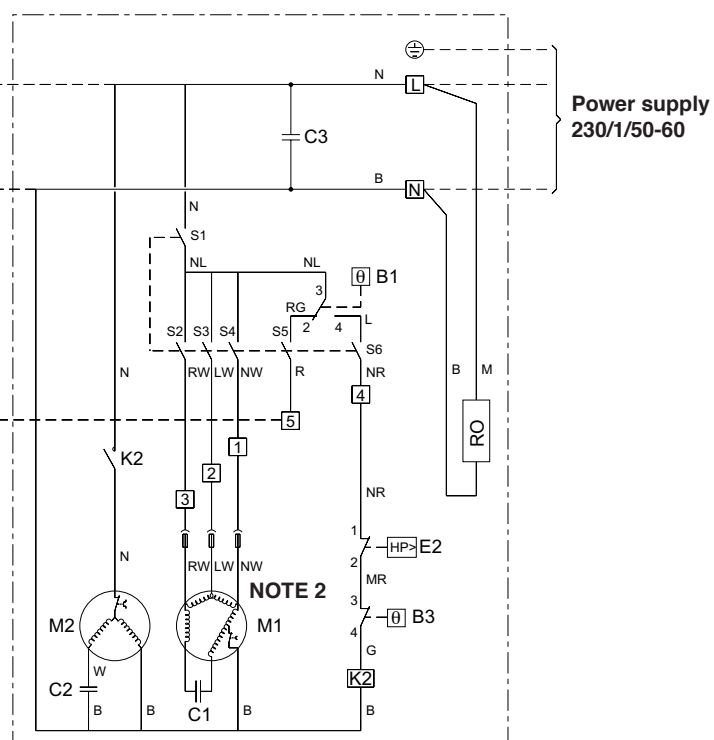 N
L
Power supply
230/1/50-60
C3
B
N
N
S1
NL
NL
θ B1
3
RG
2
4
L
S2
S3
S4
S5
S6
N
RW
LW
NW
R
NR
B
M
4
5
RO
K2
1
2
3
NR
1
HP> E2
2
N
RW
LW
NW
NOTE 2
MR
M2
M1
3
θ B3
4
G
W
K2
C2
C1
B
B
B
B